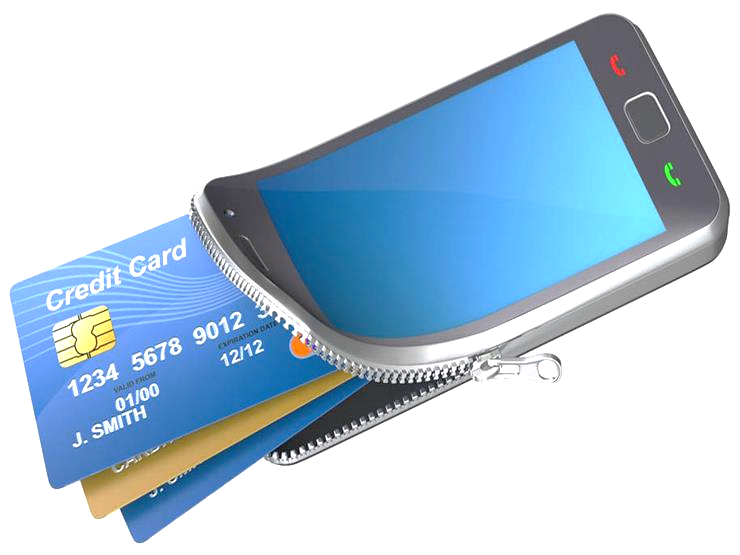 Credit Card
1234 5678 9012
EXPIRATION DATE
VALID FROM
12/12
01/00
J. SMITH